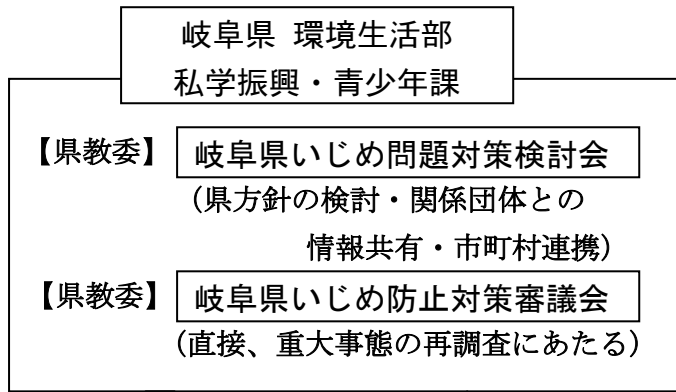 岐阜県 環境生活部
私学振興・青少年課
【県教委】 岐阜県いじめ問題対策検討会
(県方針の検討・関係団体との
情報共有・市町村連携)
【県教委】 岐阜県いじめ防止対策審議会
(直接、重大事態の再調査にあたる)